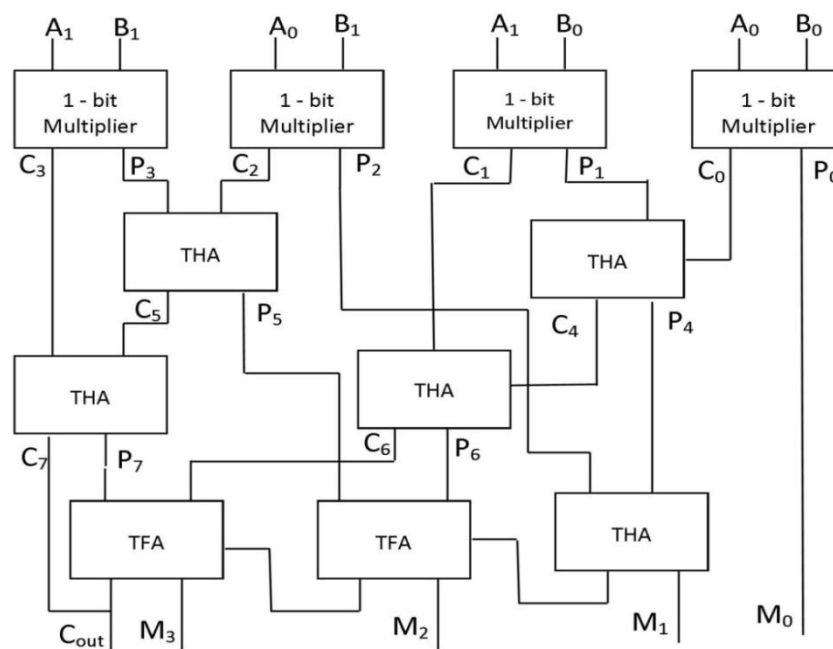 A₁ B₁ A₀ B₁ A₁ B₀ A₀ B₀
1 - bit Multiplier
1 - bit Multiplier
1 - bit Multiplier
1 - bit Multiplier
C₃ P₃ C₂ P₂ C₁ P₁ C₀ P₀
THA THA
C₅ P₅ C₄ P₄
THA THA
C₇ P₇ C₆ P₆
TFA TFA THA
Cout M₃ M₂ M₁ M₀